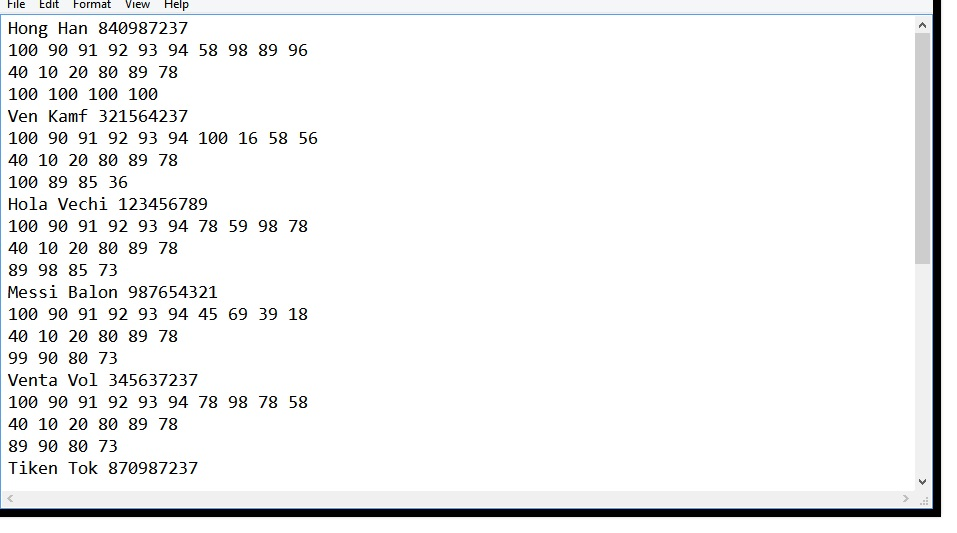 File Edit Format View Help
Hong Han 840987237
100 90 91 92 93 94 58 98 89 96
40 10 20 80 89 78
100 100 100 100
Ven Kamf 321564237
100 90 91 92 93 94 100 16 58 56
40 10 20 80 89 78
100 89 85 36
Hola Vechi 123456789
100 90 91 92 93 94 78 59 98 78
40 10 20 80 89 78
89 98 85 73
Messi Balon 987654321
100 90 91 92 93 94 45 69 39 18
40 10 20 80 89 78
99 90 80 73
Venta Vol 345637237
100 90 91 92 93 94 78 98 78 58
40 10 20 80 89 78
89 90 80 73
Tiken Tok 870987237